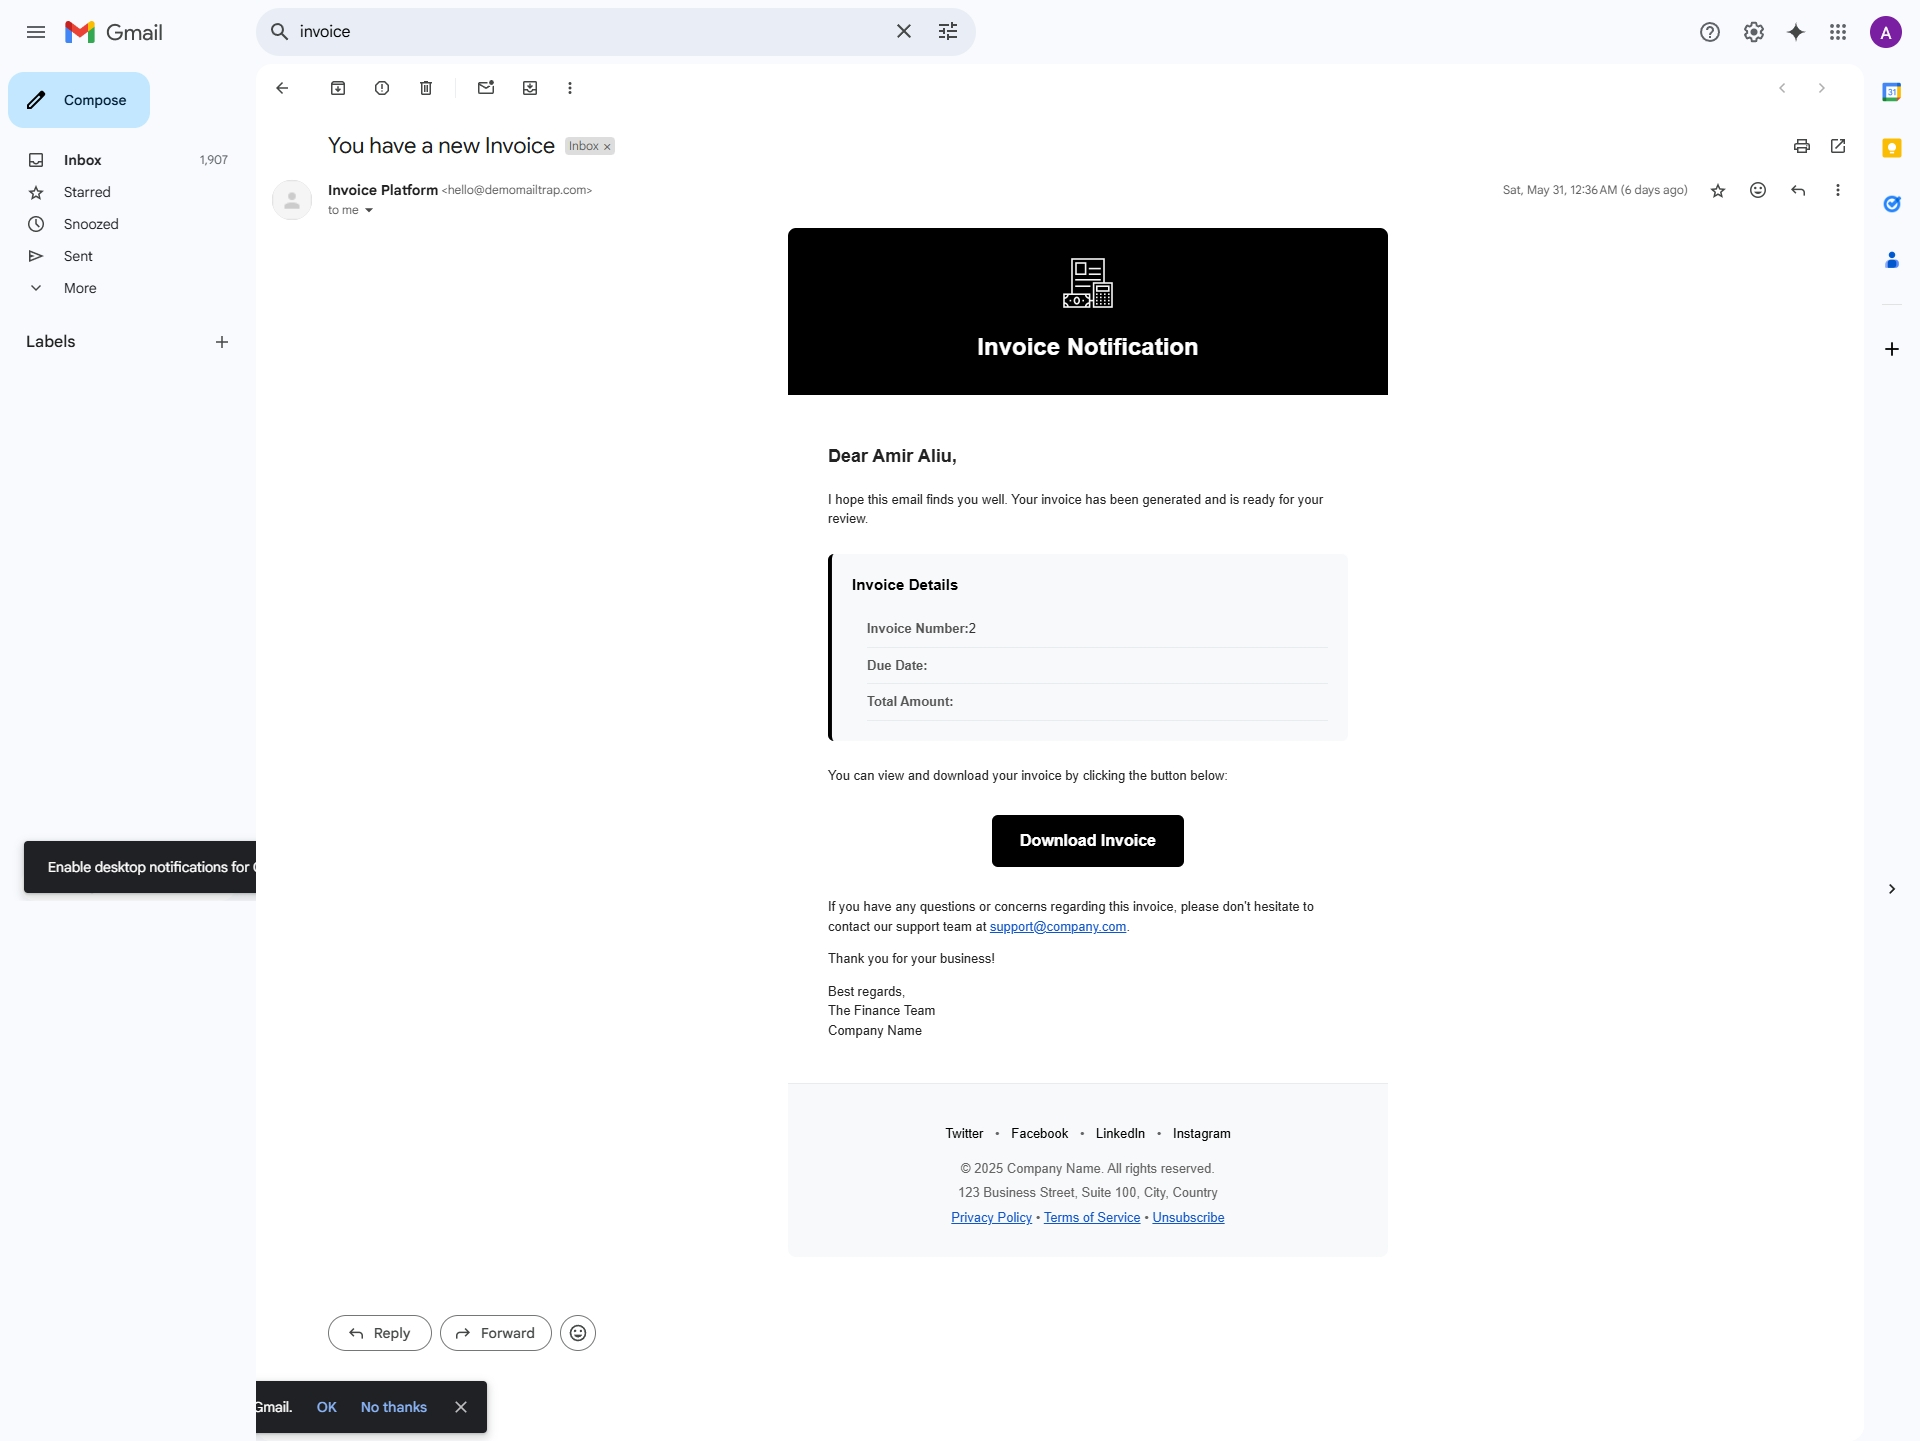 Gmail
invoice
A
Compose
Inbox 1,907
Starred
Snoozed
Sent
More
Labels
31
You have a new Invoice Inbox ×
Invoice Platform <hello@demomailtrap.com>
Sat, May 31, 12:36 AM (6 days ago)
to me
Invoice Notification
Dear Amir Aliu,
I hope this email finds you well. Your invoice has been generated and is ready for your
review.
Invoice Details
Invoice Number:2
Due Date:
Total Amount:
You can view and download your invoice by clicking the button below:
Download Invoice
Enable desktop notifications for
If you have any questions or concerns regarding this invoice, please don't hesitate to
contact our support team at support@company.com.
Thank you for your business!
Best regards,
The Finance Team
Company Name
Twitter • Facebook • LinkedIn • Instagram
© 2025 Company Name. All rights reserved.
123 Business Street, Suite 100, City, Country
Privacy Policy • Terms of Service • Unsubscribe
Reply Forward
Gmail. OK No thanks